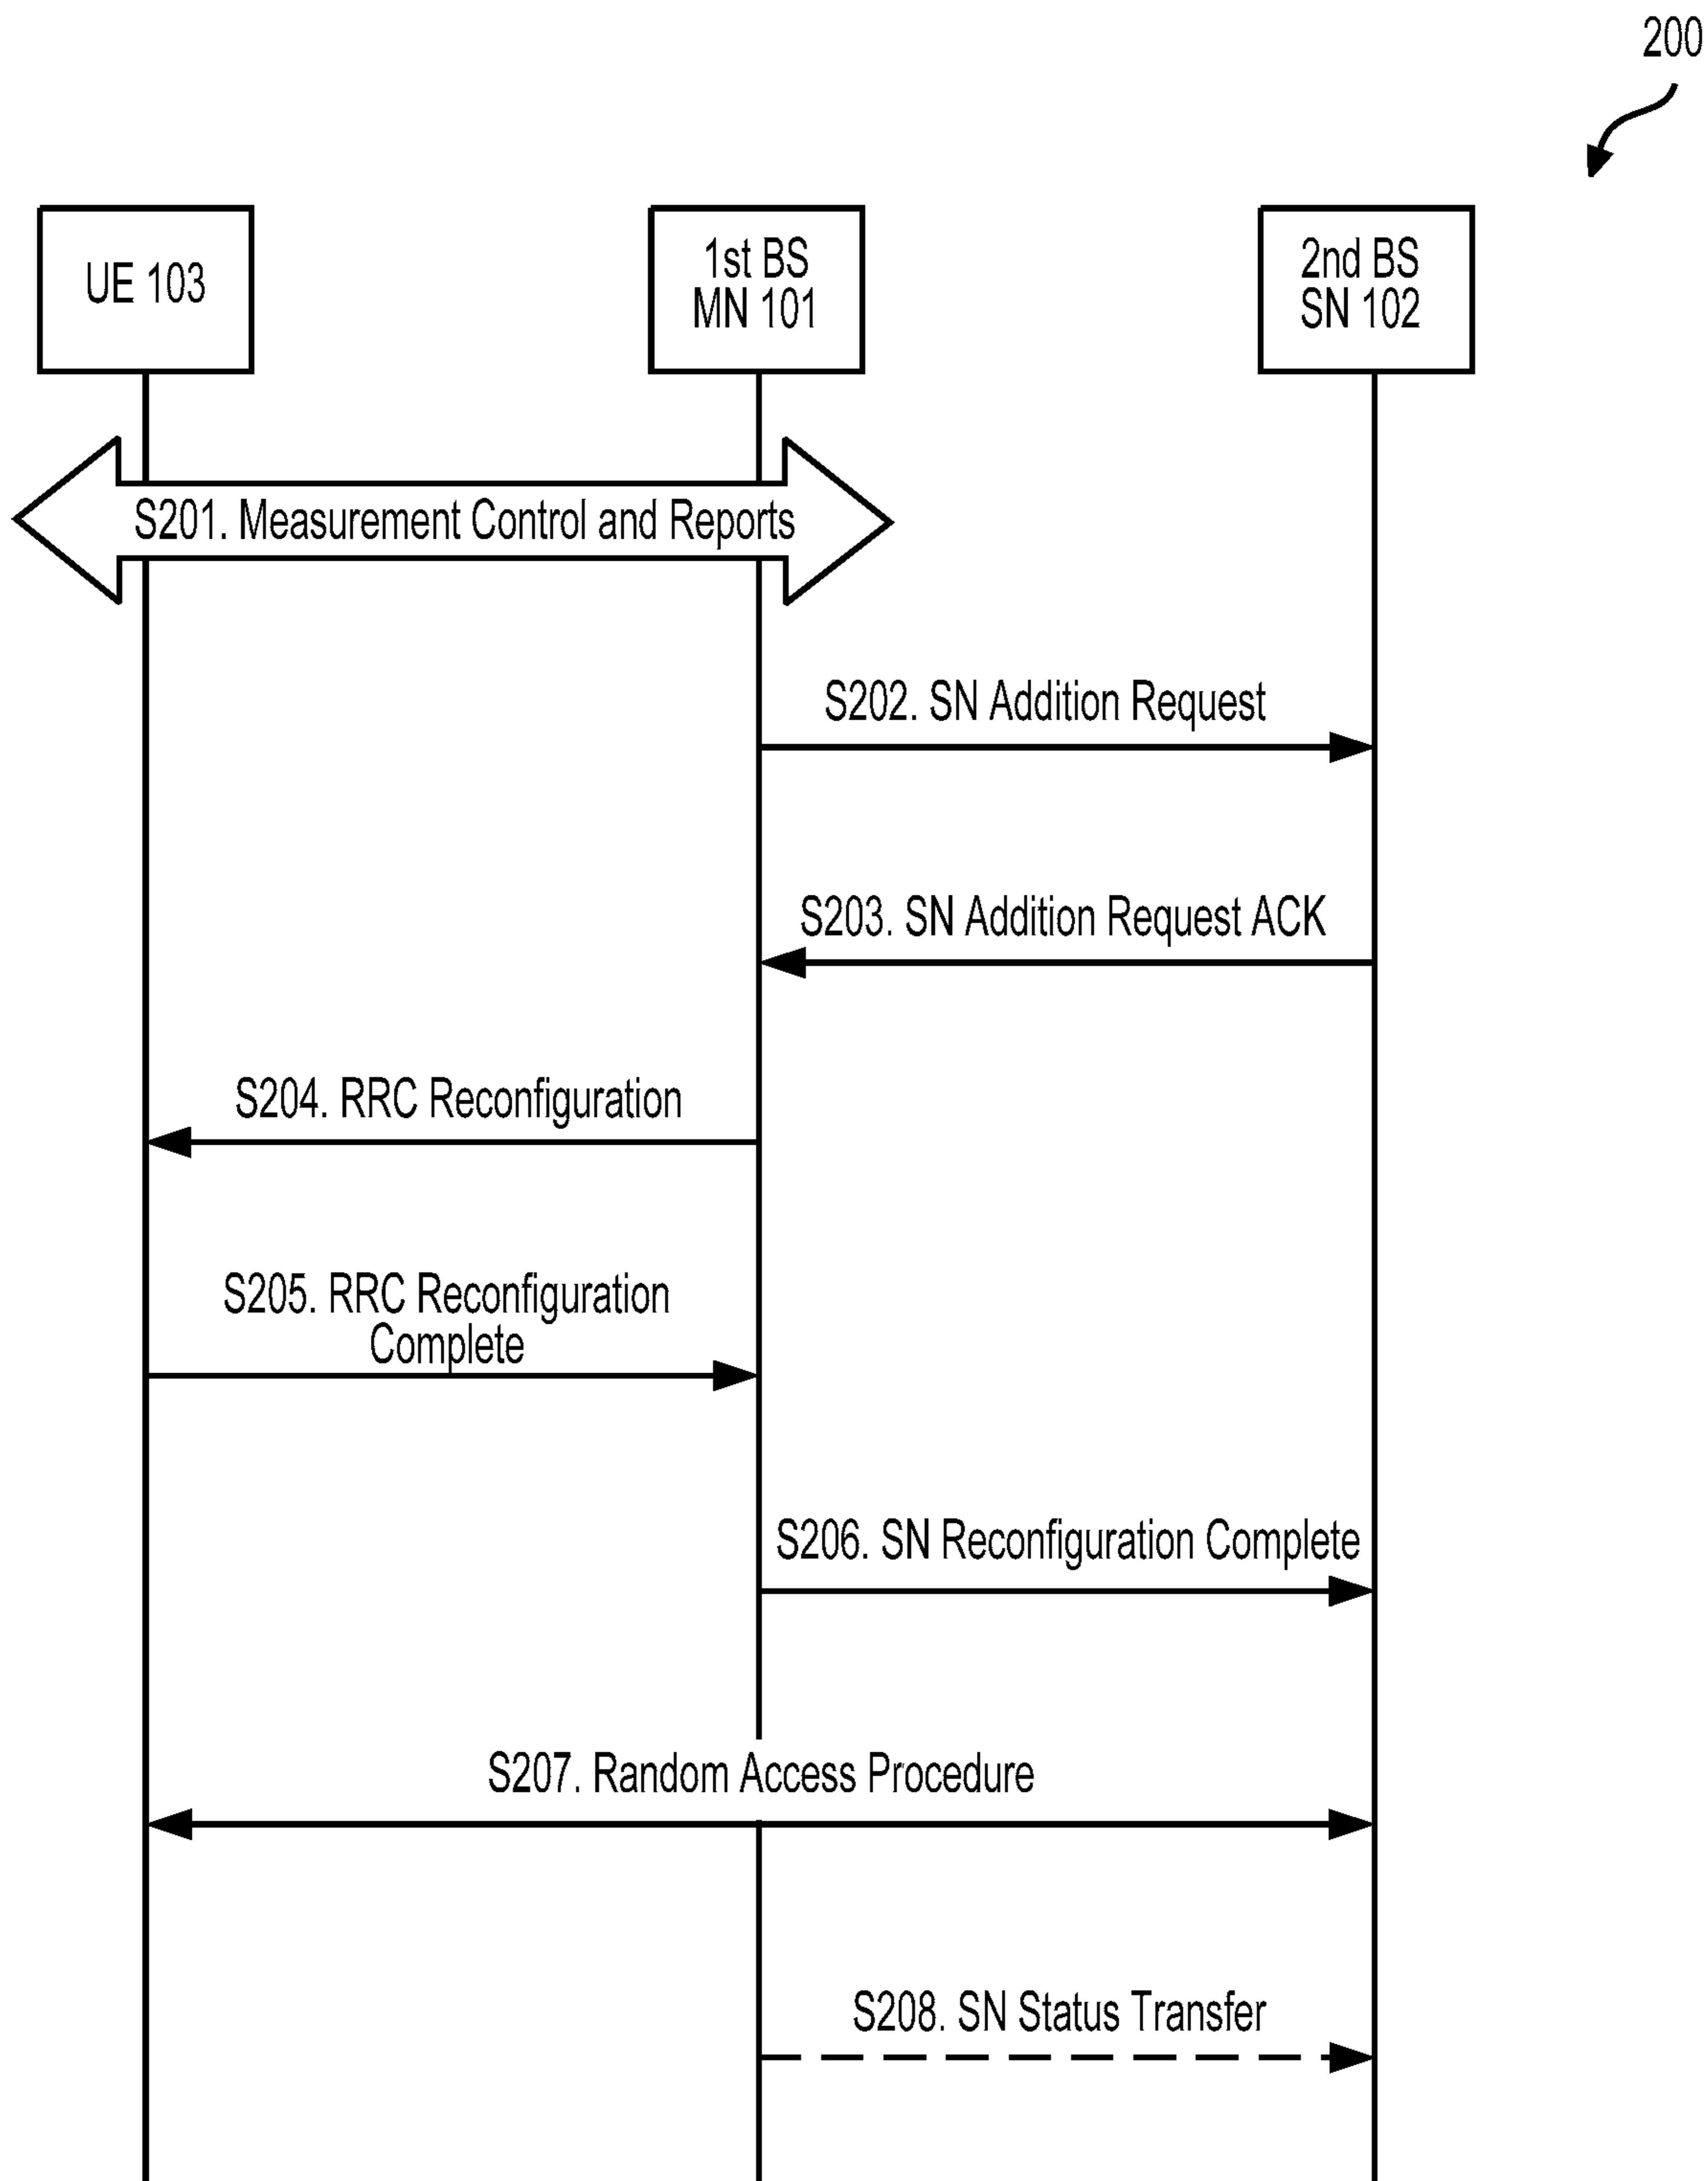 200
UE 103
1st BS
MN 101
2nd BS
SN 102
S201. Measurement Control and Reports
S202. SN Addition Request
S203. SN Addition Request ACK
S204. RRC Reconfiguration
S205. RRC Reconfiguration
Complete
S206. SN Reconfiguration Complete
S207. Random Access Procedure
S208. SN Status Transfer